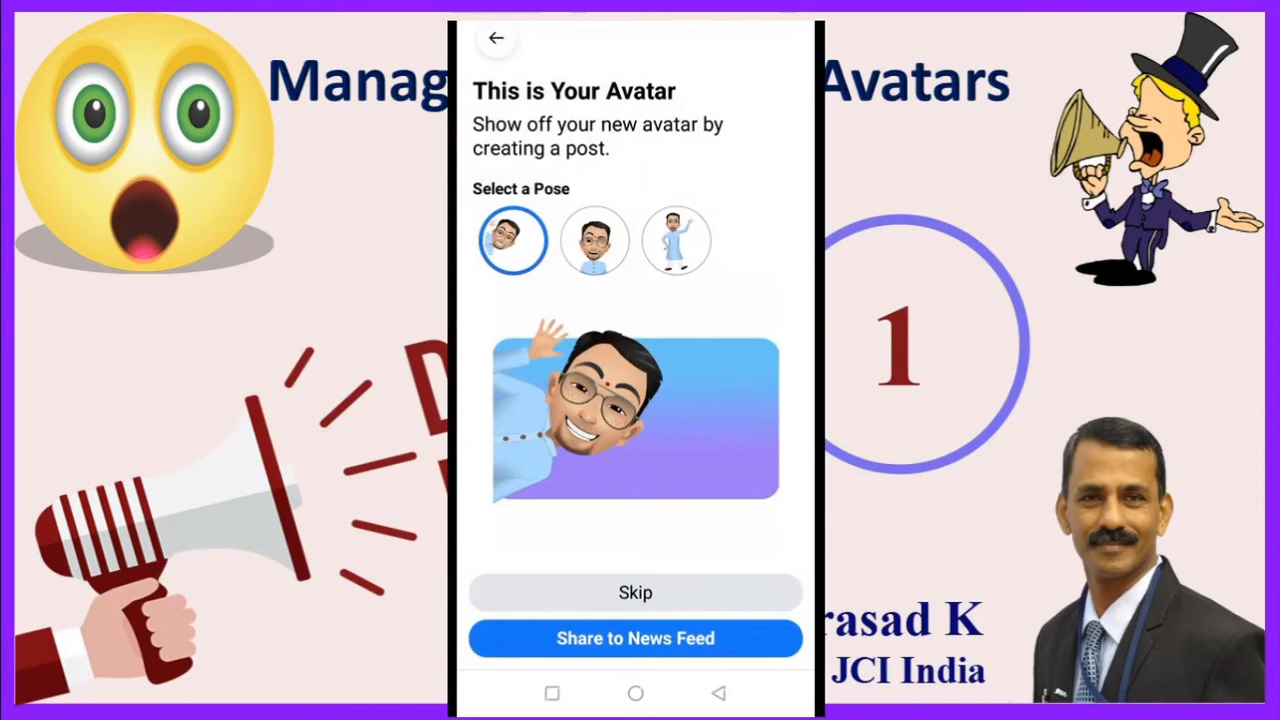 Manag
Avatars
This is Your Avatar
Show off your new avatar by
creating a post.
Select a Pose
1
Skip
Share to News Feed
rasad K
JCI India